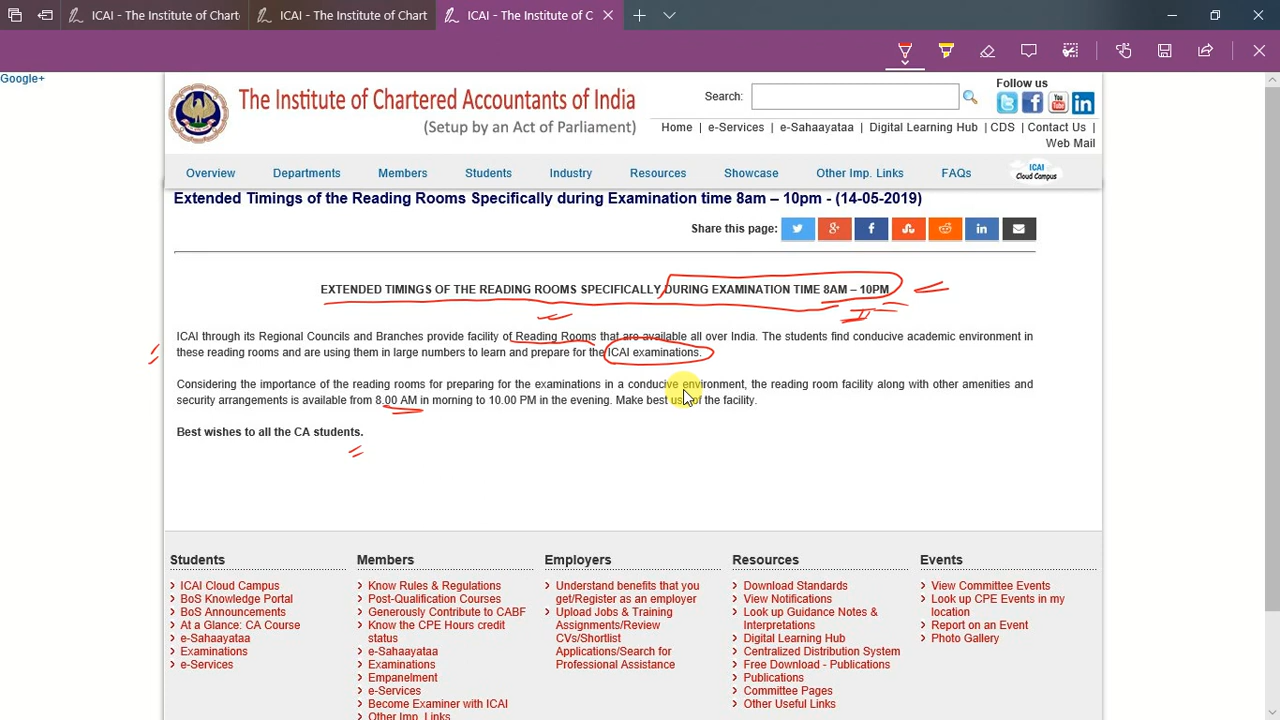 ICAI - The Institute of Chart
ICAI - The Institute of Chart
ICAI - The Institute of C
Google+
The Institute of Chartered Accountants of India
(Setup by an Act of Parliament)
Search:
Follow us
You Tube
Home | e-Services | e-Sahaayataa | Digital Learning Hub | CDS | Contact Us |
Web Mail
Overview Departments Members Students Industry Resources Showcase Other Imp. Links FAQs ICAI Cloud Campus
Extended Timings of the Reading Rooms Specifically during Examination time 8am – 10pm - (14-05-2019)
Share this page:
EXTENDED TIMINGS OF THE READING ROOMS SPECIFICALLY DURING EXAMINATION TIME 8AM – 10PM
ICAI through its Regional Councils and Branches provide facility of Reading Rooms that are available all over India. The students find conducive academic environment in
these reading rooms and are using them in large numbers to learn and prepare for the ICAI examinations.
Considering the importance of the reading rooms for preparing for the examinations in a conducive environment, the reading room facility along with other amenities and
security arrangements is available from 8.00 AM in morning to 10.00 PM in the evening. Make best use of the facility.
Best wishes to all the CA students.
Students
ICAI Cloud Campus
BoS Knowledge Portal
BoS Announcements
At a Glance: CA Course
e-Sahaayataa
Examinations
e-Services
Members
Know Rules & Regulations
Post-Qualification Courses
Generously Contribute to CABF
Know the CPE Hours credit
status
e-Sahaayataa
Examinations
Empanelment
e-Services
Become Examiner with ICAI
Other Imp. Links
Employers
Understand benefits that you
get/Register as an employer
Upload Jobs & Training
Assignments/Review
CVs/Shortlist
Applications/Search for
Professional Assistance
Resources
Download Standards
View Notifications
Look up Guidance Notes &
Interpretations
Digital Learning Hub
Centralized Distribution System
Free Download - Publications
Publications
Committee Pages
Other Useful Links
Events
View Committee Events
Look up CPE Events in my
location
Report on an Event
Photo Gallery